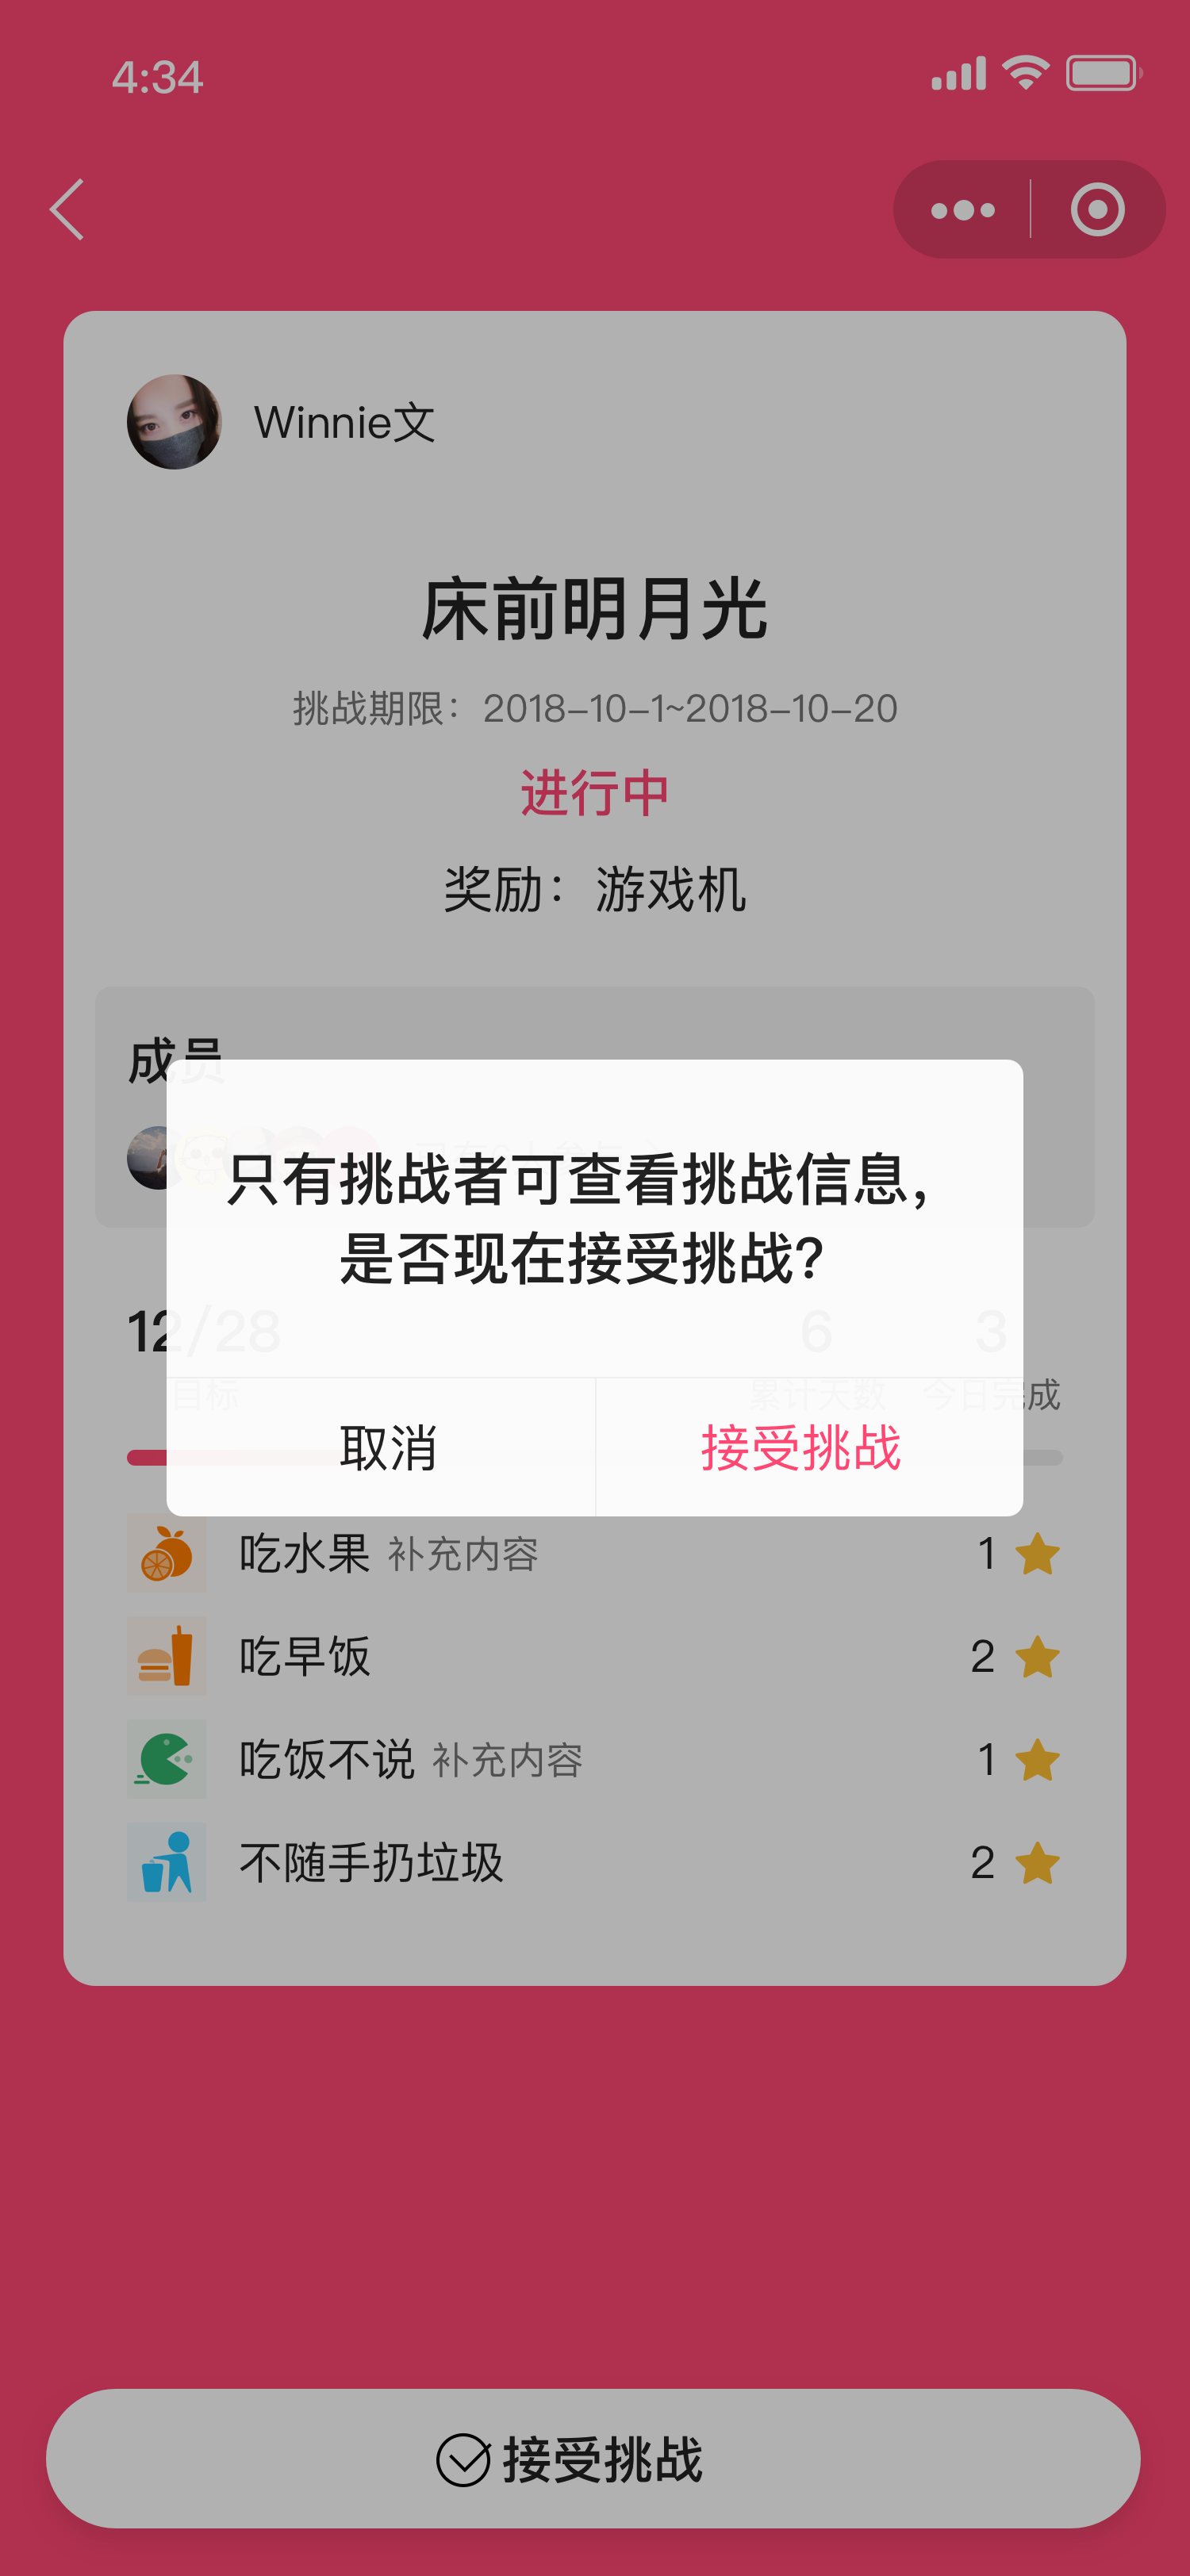 4:34
Winnie文
床前明月光
挑战期限：2018-10-1~2018-10-20
进行中
奖励：游戏机
成员
只有挑战者可查看挑战信息，
是否现在接受挑战？
12/28
6
3
目标
累计天数
今日完成
取消
接受挑战
吃水果 补充内容
1
吃早饭
2
吃饭不说 补充内容
1
不随手扔垃圾
2
接受挑战